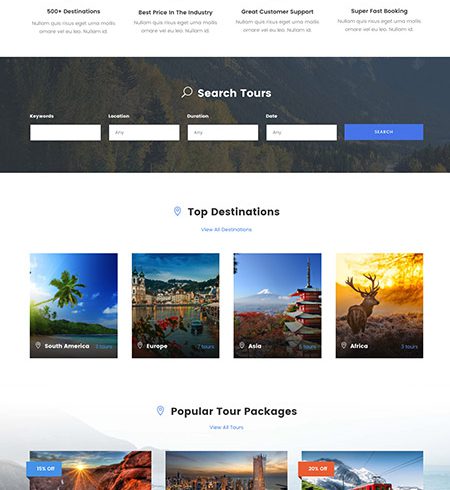 500+ Destinations
Best Price In The Industry
Great Customer Support
Super Fast Booking
Nullam quis eget urna mollis
ornare vel eu leo. Nullam id.
Nullam quis eget urna mollis
ornare vel eu leo. Nullam id.
Nullam quis eget urna mollis
ornare vel eu leo. Nullam id.
Nullam quis eget urna mollis
ornare vel eu leo. Nullam id.
Search Tours
Keywords
Location
Duration
Date
Any
Any
Any
SEARCH
Top Destinations
View All Destinations
South America
3 tours
Europe
7 tours
Asia
5 tours
Africa
3 tours
Popular Tour Packages
View All Tours
15% Off
20% Off